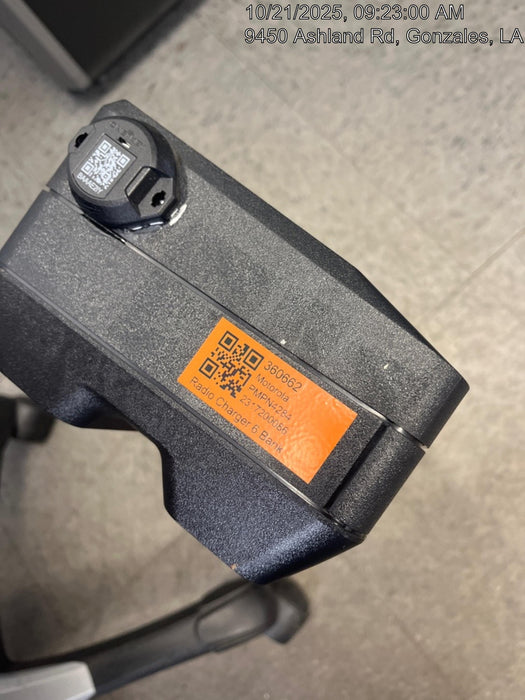 10/21/2025, 09:23:00 AM
9450 Ashland Rd, Gonzales, LA
360662
Motorola
PMPN4284
2317200086
Radio Charger 6 Bank